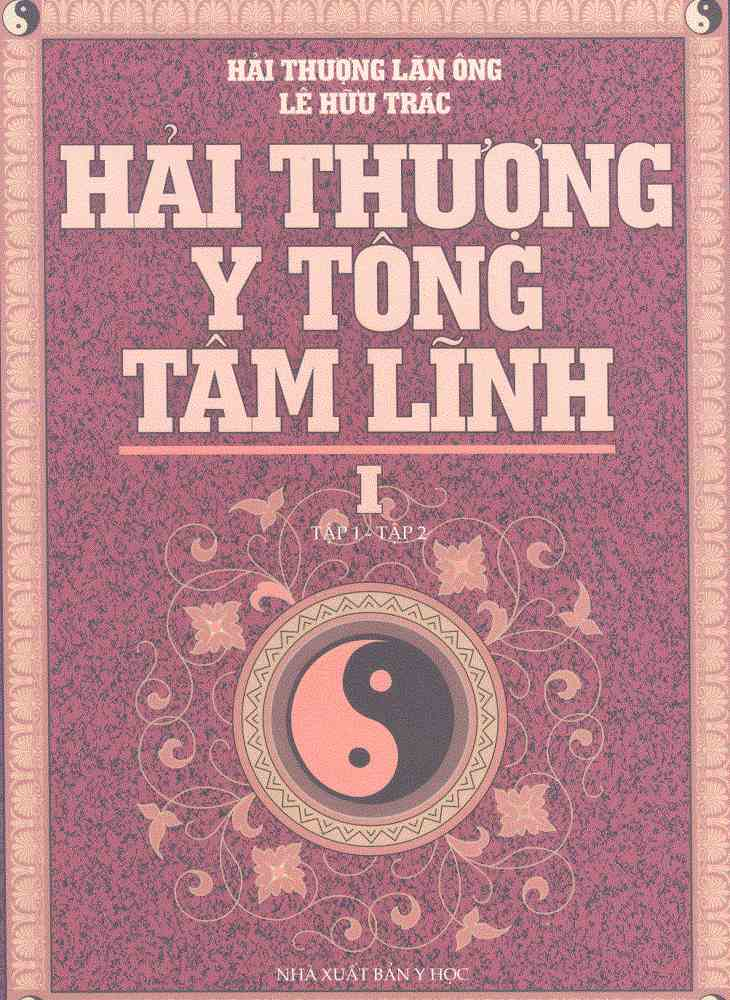 HẢI THƯỢNG LÃN ÔNG
LÊ HỮU TRÁC
HẢI THƯỢNG
Y TÔNG
TÂM LĨNH
I
TẬP 1 - TẬP 2
NHÀ XUẤT BẢN Y HỌC